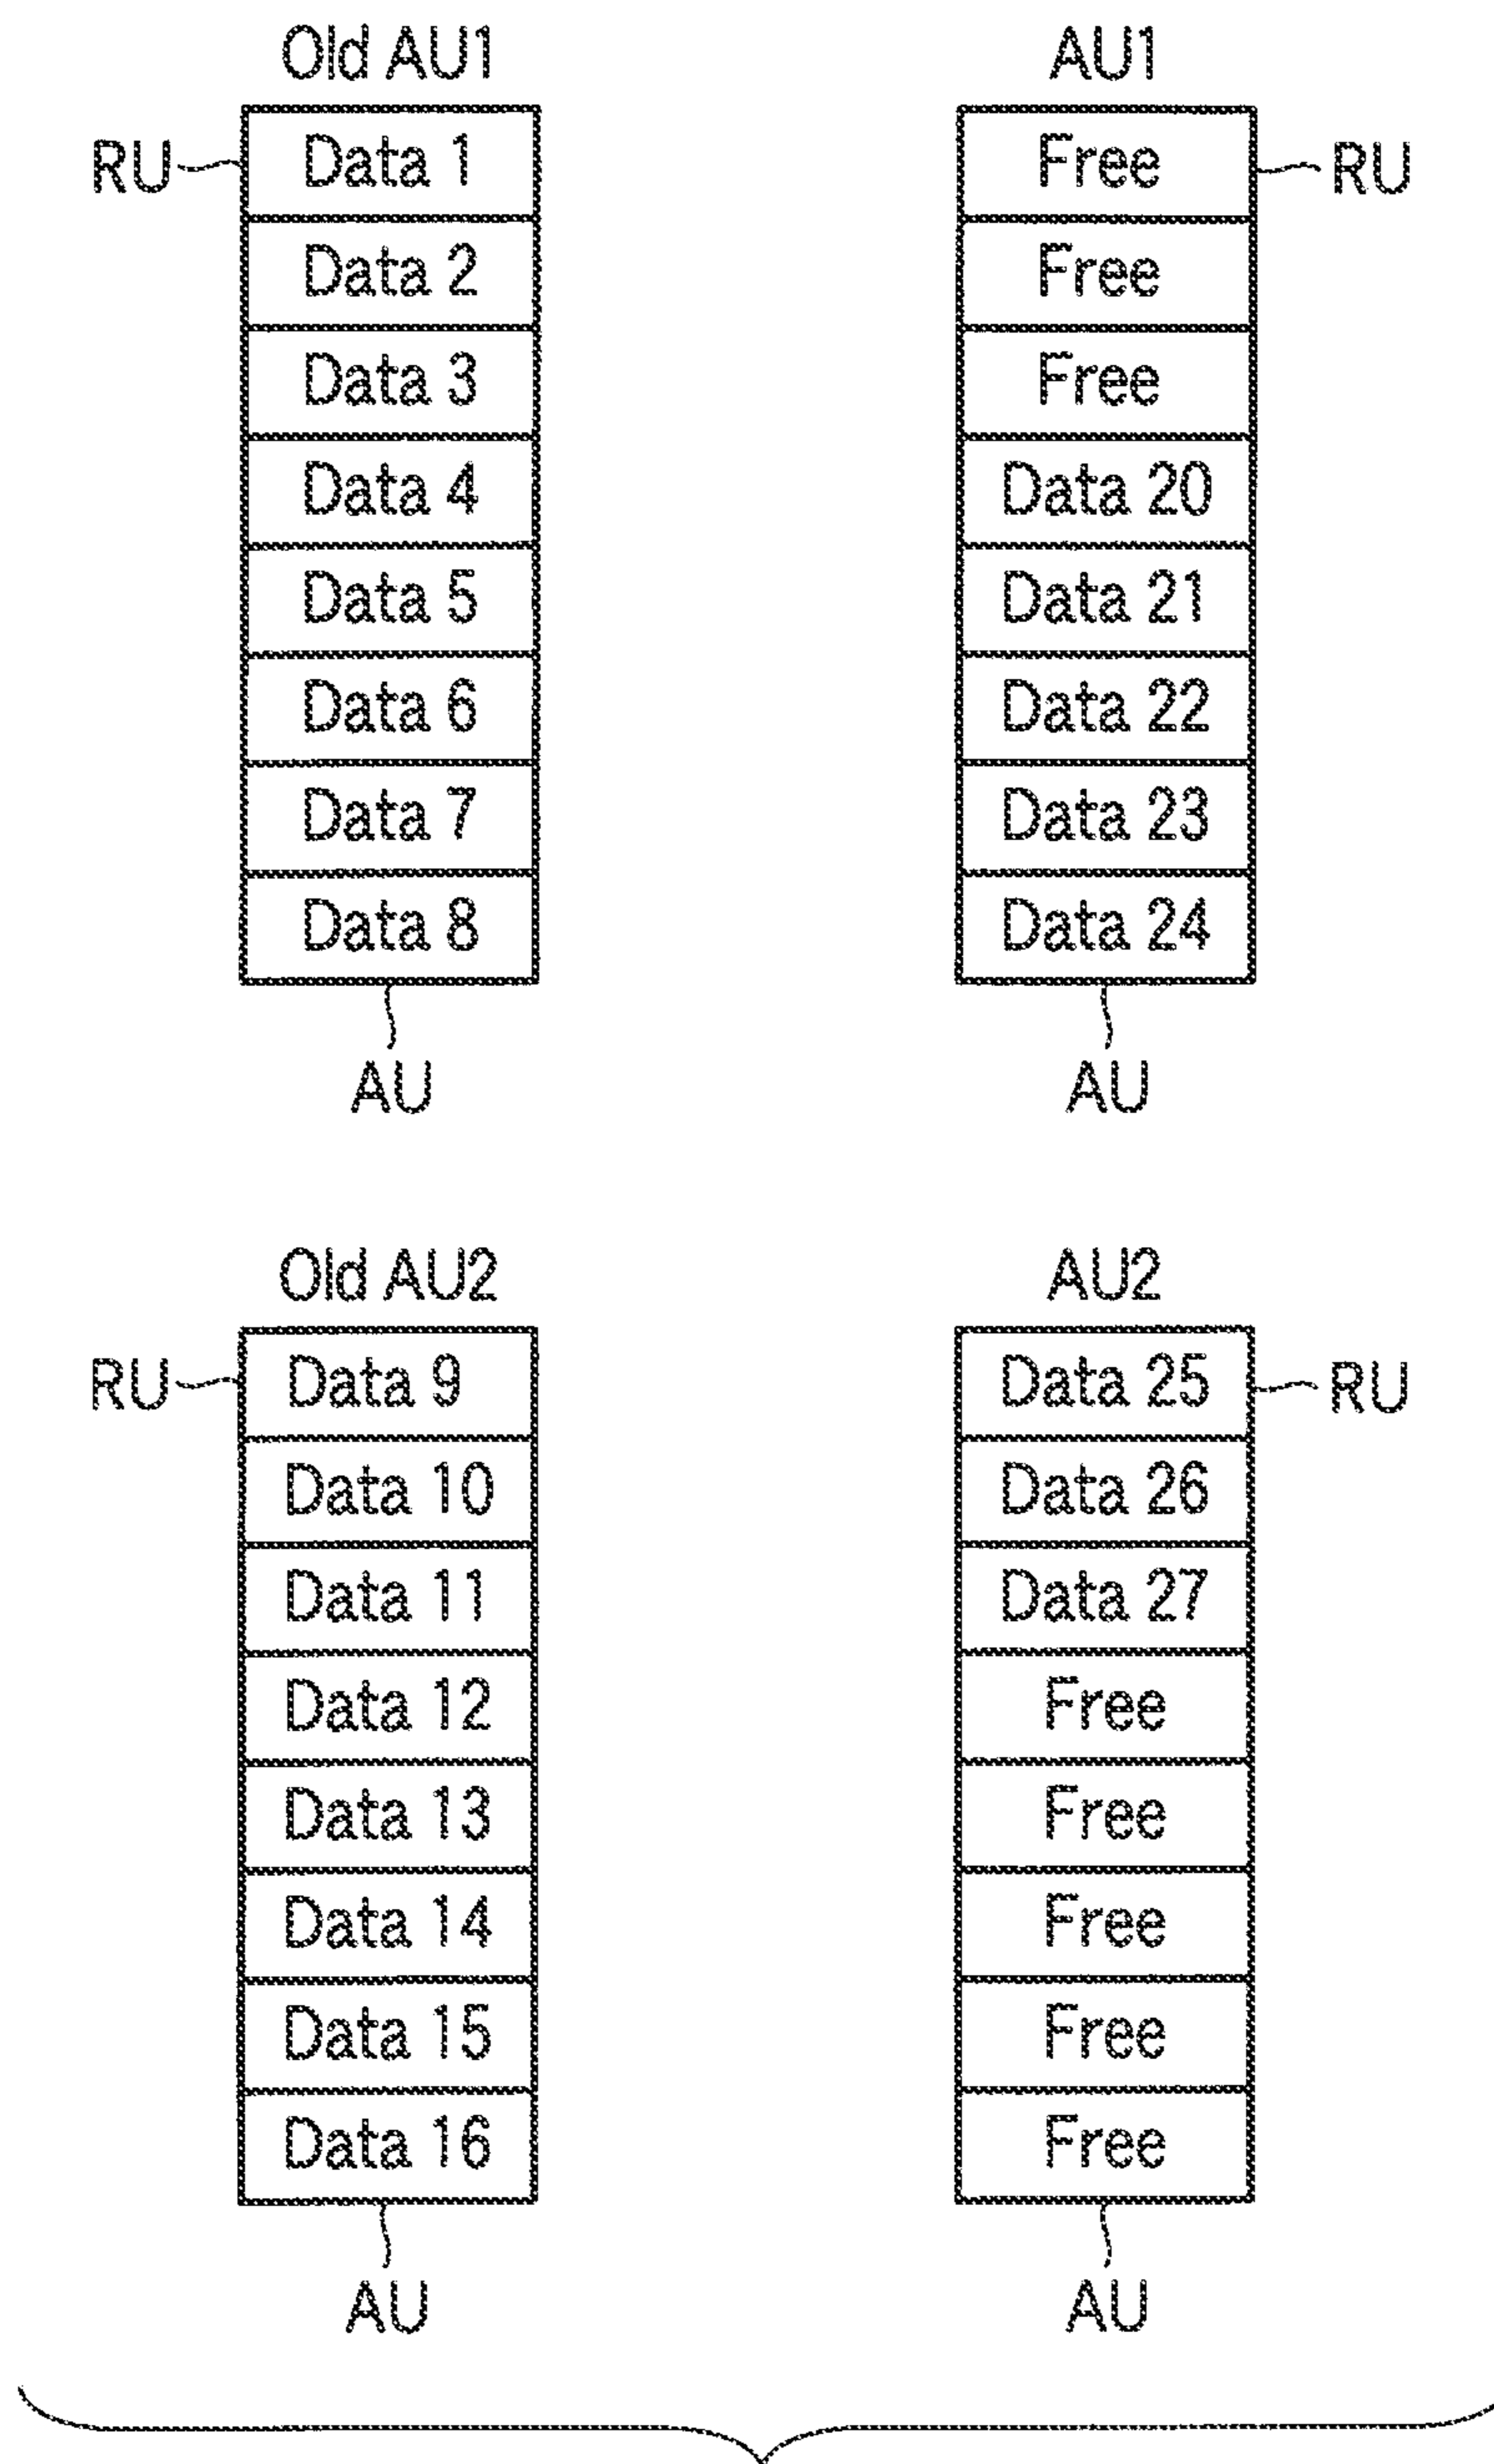 Old AU1
RU
Data 1
Data 2
Data 3
Data 4
Data 5
Data 6
Data 7
Data 8
AU
AU1
Free
RU
Free
Free
Data 20
Data 21
Data 22
Data 23
Data 24
AU
Old AU2
RU
Data 9
Data 10
Data 11
Data 12
Data 13
Data 14
Data 15
Data 16
AU
AU2
Data 25
RU
Data 26
Data 27
Free
Free
Free
Free
Free
AU